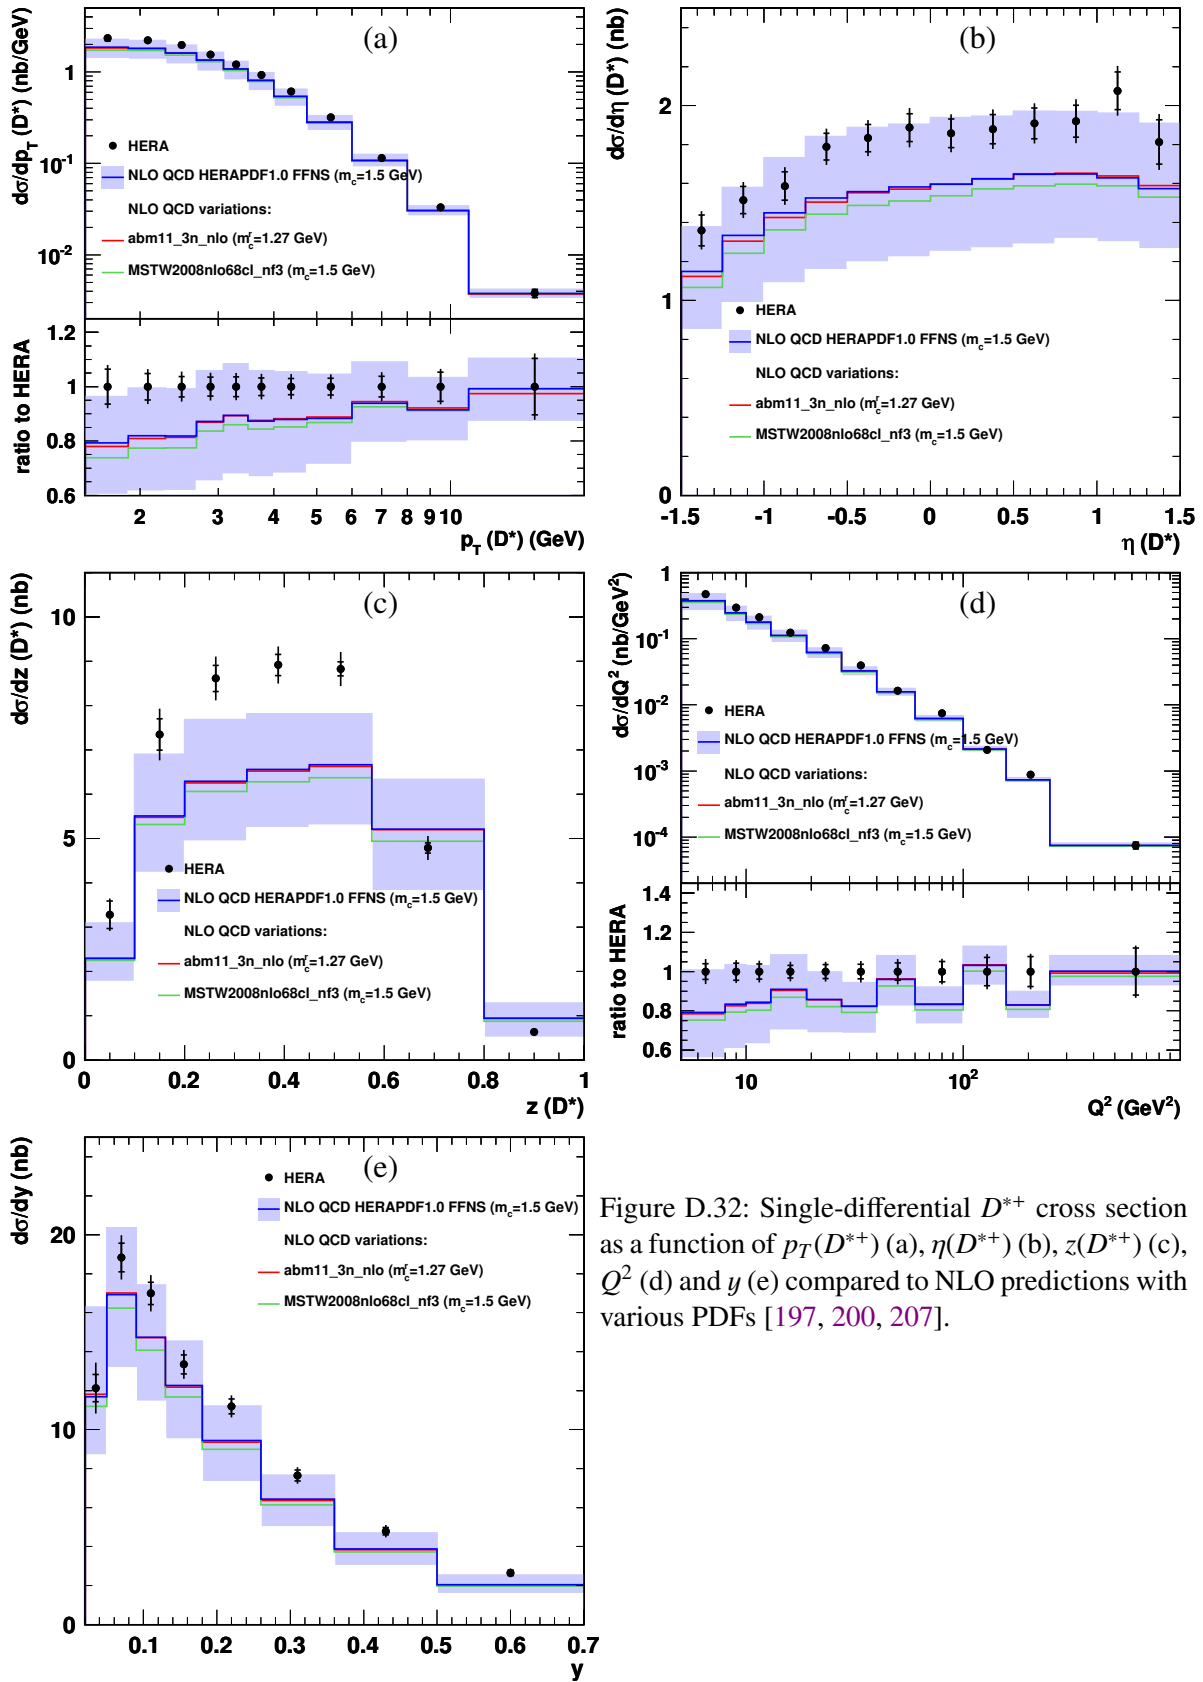 (a)
dσ/dp_T (D*) (nb/GeV)
1
10^-1
10^-2
HERA
NLO QCD HERAPDF1.0 FFNS (m_c=1.5 GeV)
NLO QCD variations:
abm11_3n_nlo (m_c^r=1.27 GeV)
MSTW2008nlo68cl_nf3 (m_c=1.5 GeV)
ratio to HERA
1.2
1
0.8
0.6
2 3 4 5 6 7 8 9 10
p_T (D*) (GeV)
(b)
dσ/dη (D*) (nb)
2
1
0
HERA
NLO QCD HERAPDF1.0 FFNS (m_c=1.5 GeV)
NLO QCD variations:
abm11_3n_nlo (m_c^r=1.27 GeV)
MSTW2008nlo68cl_nf3 (m_c=1.5 GeV)
-1.5 -1 -0.5 0 0.5 1 1.5
η (D*)
(c)
dσ/dz (D*) (nb)
10
5
0
HERA
NLO QCD HERAPDF1.0 FFNS (m_c=1.5 GeV)
NLO QCD variations:
abm11_3n_nlo (m_c^r=1.27 GeV)
MSTW2008nlo68cl_nf3 (m_c=1.5 GeV)
0 0.2 0.4 0.6 0.8 1
z (D*)
(d)
dσ/dQ² (nb/GeV²)
1
10^-1
10^-2
10^-3
10^-4
HERA
NLO QCD HERAPDF1.0 FFNS (m_c=1.5 GeV)
NLO QCD variations:
abm11_3n_nlo (m_c^r=1.27 GeV)
MSTW2008nlo68cl_nf3 (m_c=1.5 GeV)
ratio to HERA
1.4
1.2
1
0.8
0.6
10 10²
Q² (GeV²)
(e)
dσ/dy (nb)
20
10
0
HERA
NLO QCD HERAPDF1.0 FFNS (m_c=1.5 GeV)
NLO QCD variations:
abm11_3n_nlo (m_c^r=1.27 GeV)
MSTW2008nlo68cl_nf3 (m_c=1.5 GeV)
0.1 0.2 0.3 0.4 0.5 0.6 0.7
y
Figure D.32: Single-differential D*+ cross section
as a function of p_T(D*+) (a), η(D*+) (b), z(D*+) (c),
Q² (d) and y (e) compared to NLO predictions with
various PDFs [197, 200, 207].